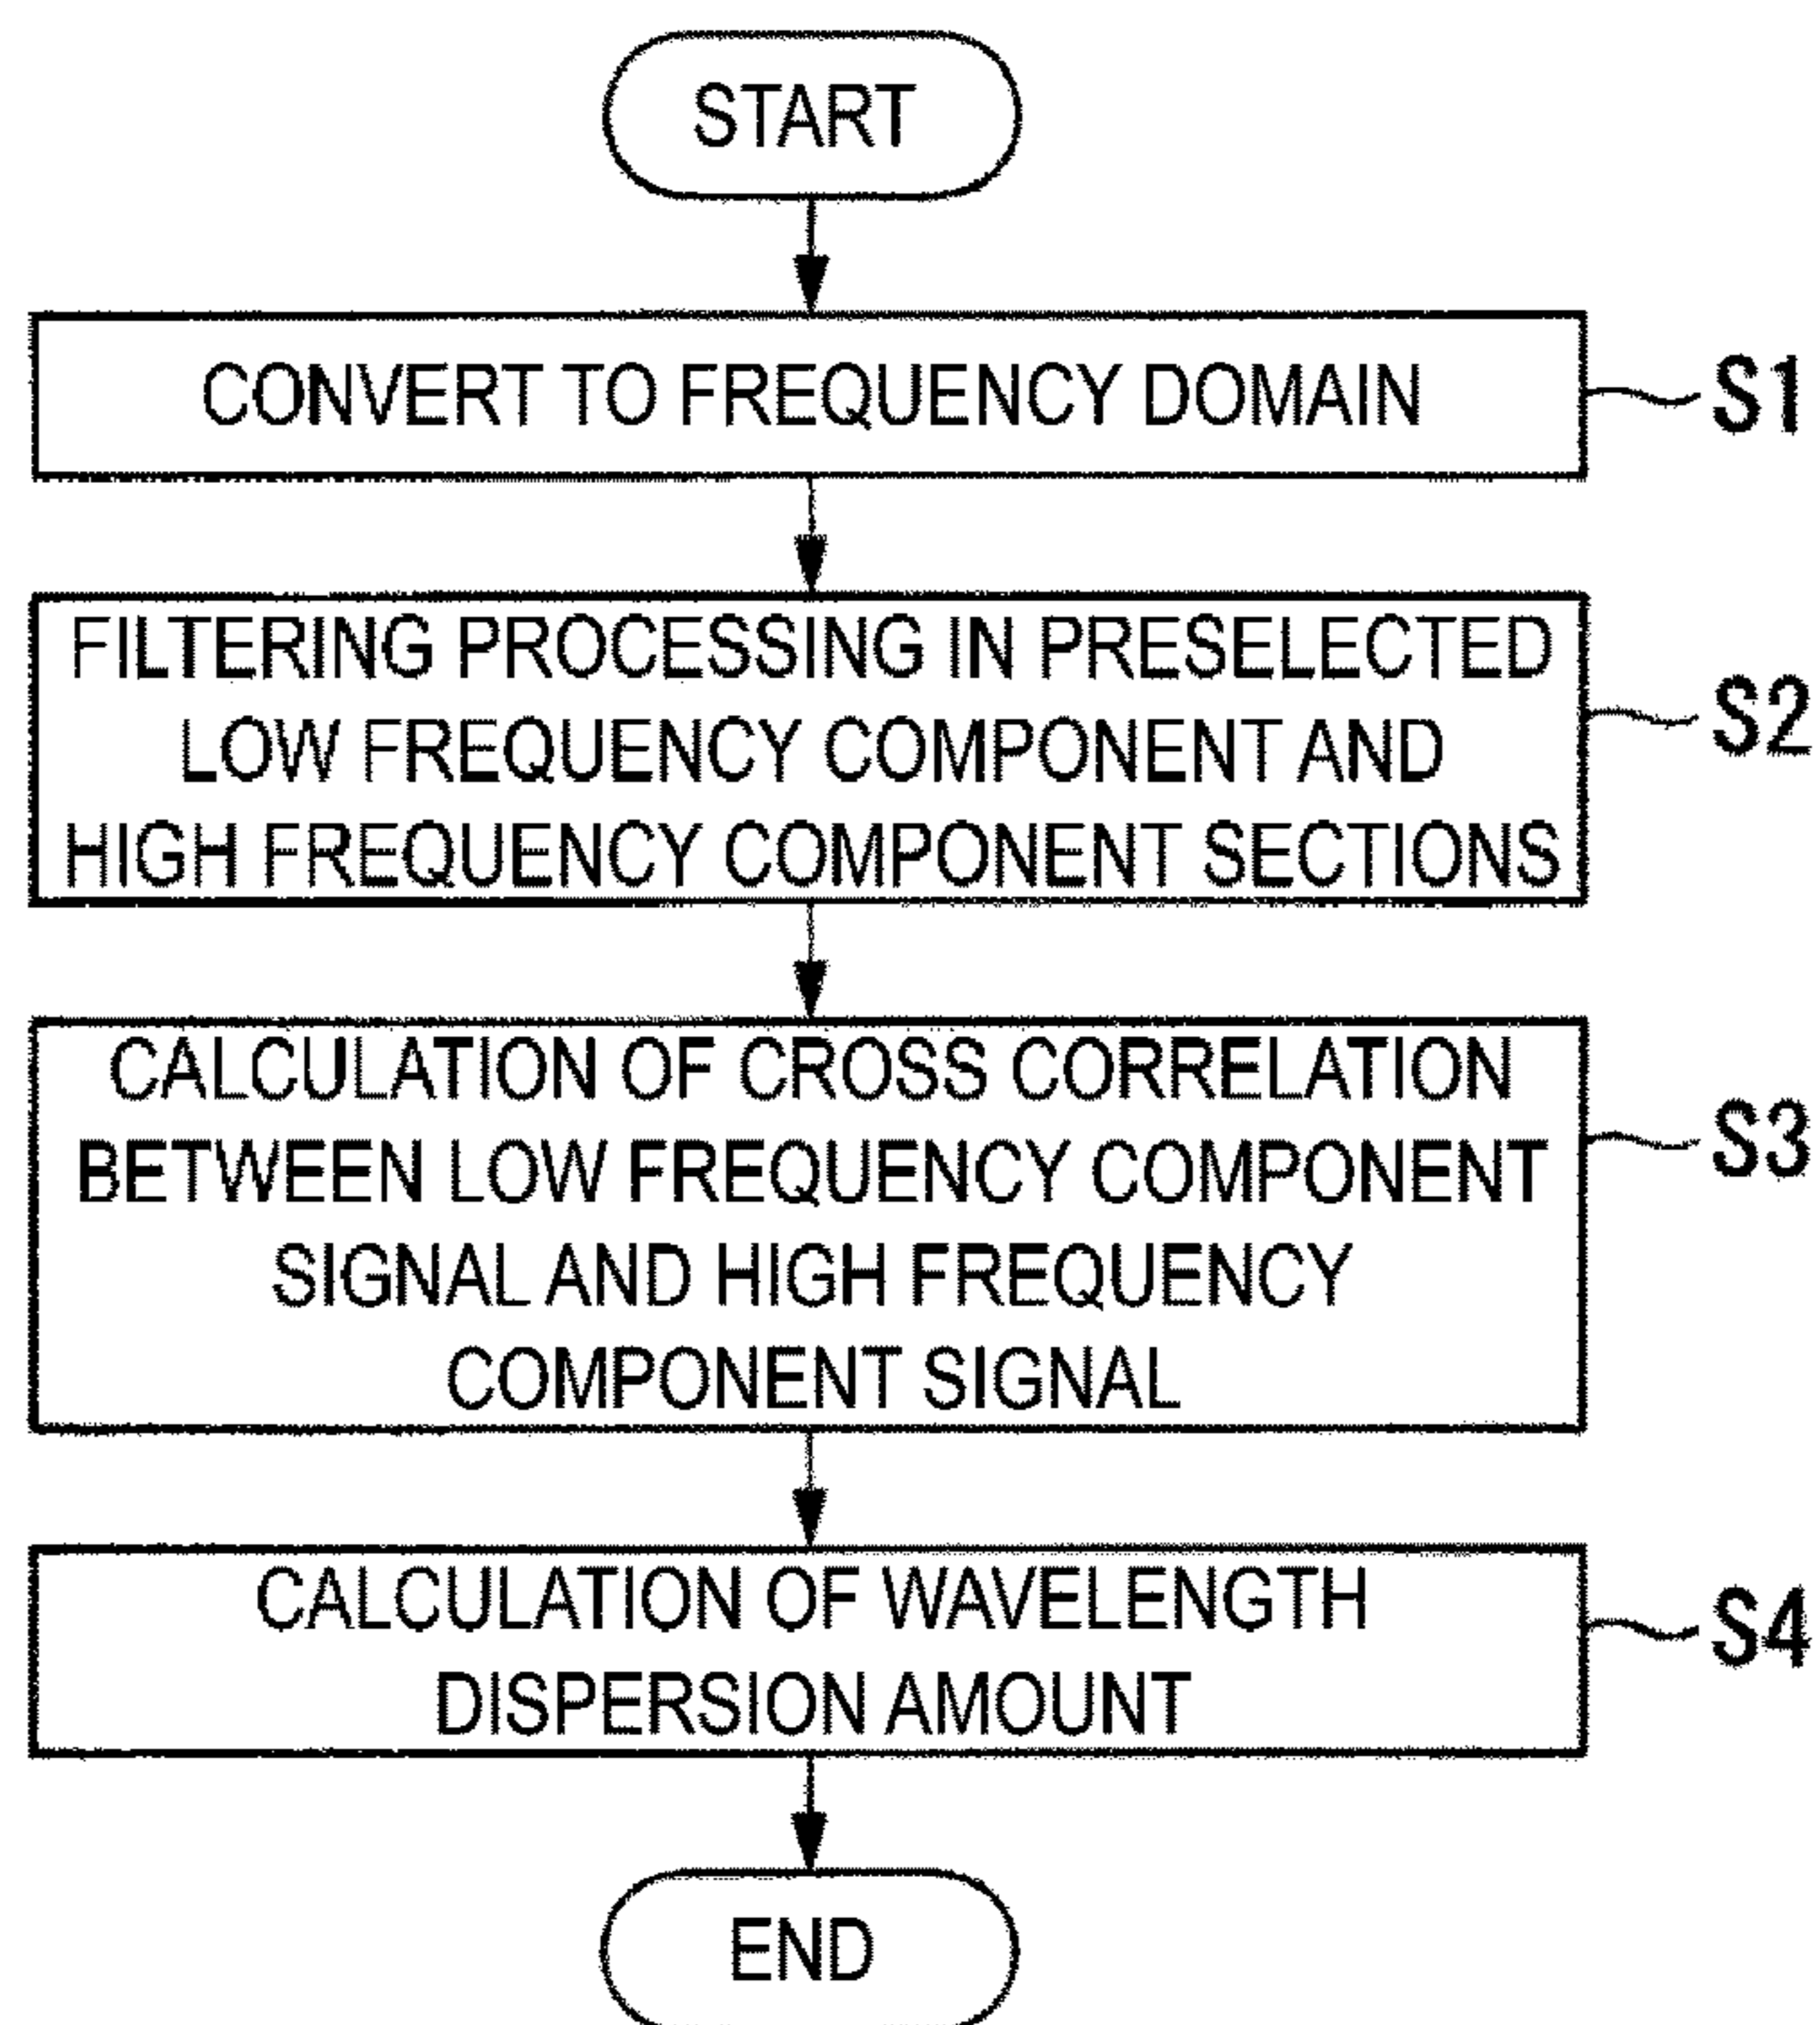 START
CONVERT TO FREQUENCY DOMAIN
S1
FILTERING PROCESSING IN PRESELECTED
LOW FREQUENCY COMPONENT AND
HIGH FREQUENCY COMPONENT SECTIONS
S2
CALCULATION OF CROSS CORRELATION
BETWEEN LOW FREQUENCY COMPONENT
SIGNAL AND HIGH FREQUENCY
COMPONENT SIGNAL
S3
CALCULATION OF WAVELENGTH
DISPERSION AMOUNT
S4
END